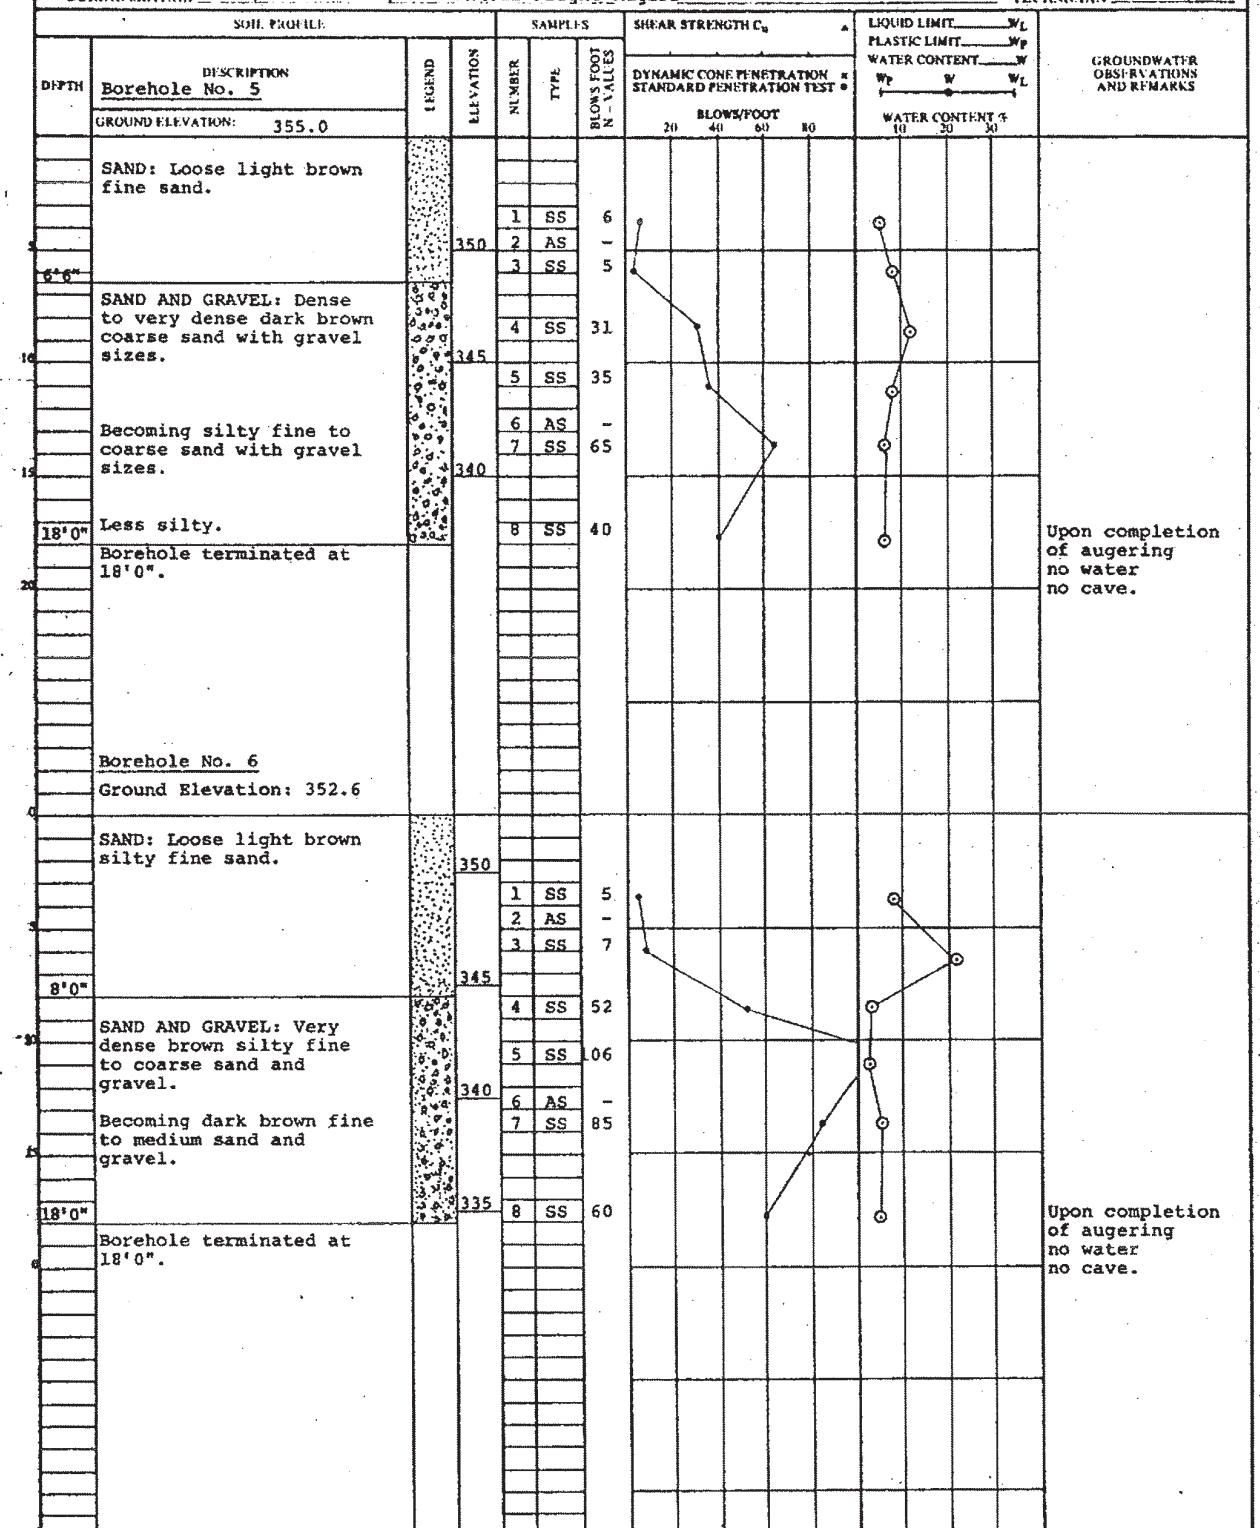 SOIL PROFILE
SAMPLES
SHEAR STRENGTH Cu
LIQUID LIMIT WL
PLASTIC LIMIT WP
WATER CONTENT W
WP W WL
WATER CONTENT %
10 20 30
DYNAMIC CONE PENETRATION
STANDARD PENETRATION TEST
BLOWS/FOOT
20 40 60 80
GROUNDWATER
OBSERVATIONS
AND REMARKS
DEPTH
DESCRIPTION
Borehole No. 5
GROUND ELEVATION: 355.0
LEGEND
ELEVATION
NUMBER
TYPE
BLOWS FOOT
N - VALUES
SAND: Loose light brown
fine sand.
1 SS 6
5
350
2 AS -
3 SS 5
6'6"
SAND AND GRAVEL: Dense
to very dense dark brown
coarse sand with gravel
sizes.
4 SS 31
10
345
5 SS 35
Becoming silty fine to
coarse sand with gravel
sizes.
6 AS -
7 SS 65
15
340
Less silty.
18'0"
8 SS 40
Borehole terminated at
18'0".
20
Upon completion
of augering
no water
no cave.
Borehole No. 6
Ground Elevation: 352.6
0
SAND: Loose light brown
silty fine sand.
350
1 SS 5
2 AS -
5
3 SS 7
345
8'0"
4 SS 52
SAND AND GRAVEL: Very
dense brown silty fine
to coarse sand and
gravel.
10
5 SS 106
340
6 AS -
7 SS 85
Becoming dark brown fine
to medium sand and
gravel.
15
335
18'0"
8 SS 60
Borehole terminated at
18'0".
Upon completion
of augering
no water
no cave.